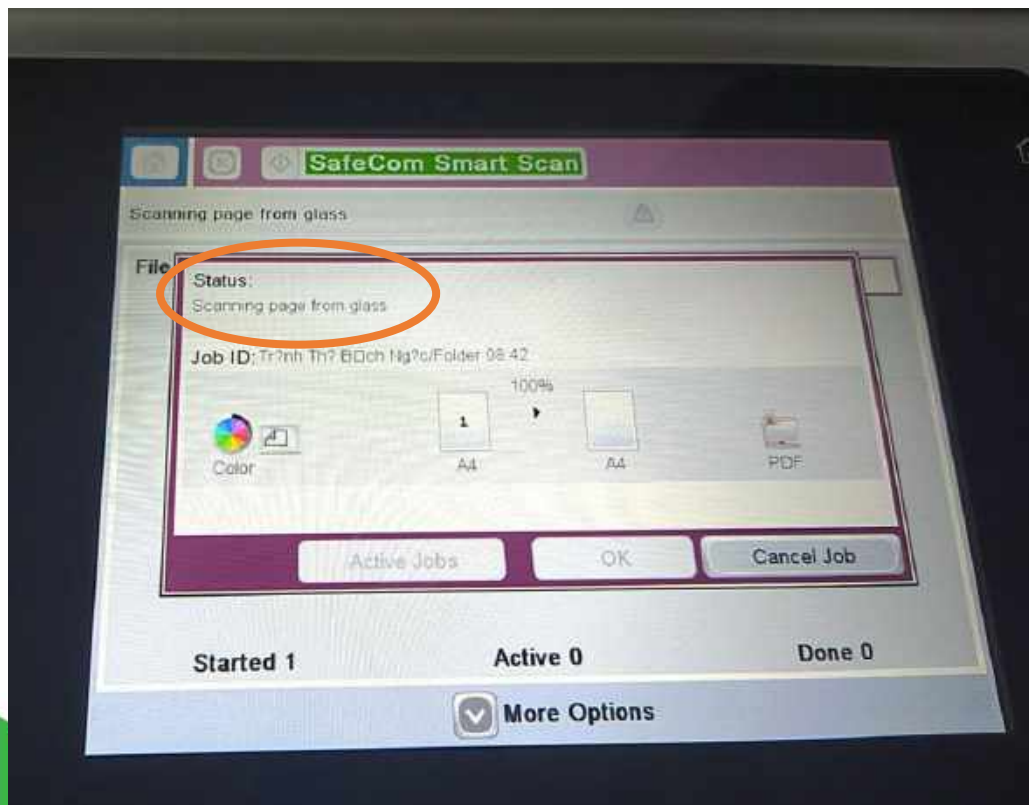 SafeCom Smart Scan
Scanning page from glass
File
Status:
Scanning page from glass
Job ID: Tr?nh Th? B□ch Ng?c/Folder 08:42
100%
1
Color
A4
A4
PDF
Active Jobs
OK
Cancel Job
Started 1
Active 0
Done 0
More Options